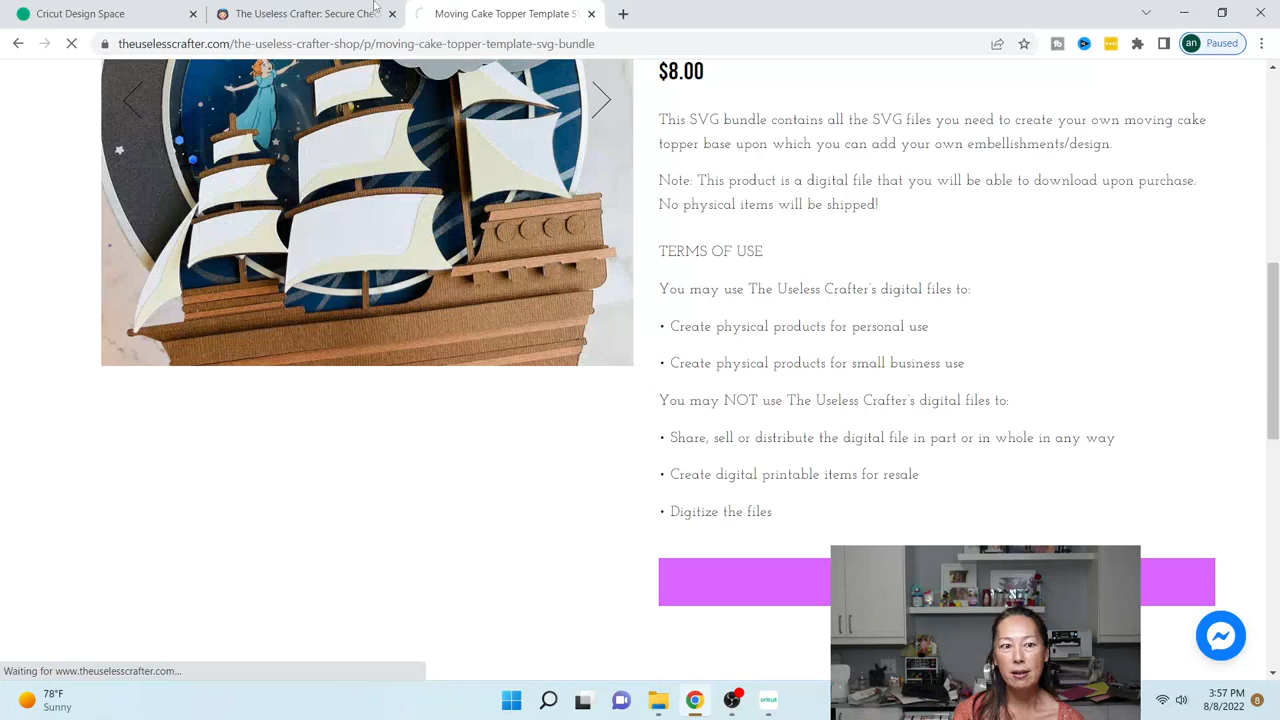 Cricut Design Space
The Useless Crafter: Secure Chec
Moving Cake Topper Template S
theuselesscrafter.com/the-useless-crafter-shop/p/moving-cake-topper-template-svg-bundle
an Paused
$8.00
This SVG bundle contains all the SVG files you need to create your own moving cake
topper base upon which you can add your own embellishments/design.
Note: This product is a digital file that you will be able to download upon purchase.
No physical items will be shipped!
TERMS OF USE
You may use The Useless Crafter's digital files to:
• Create physical products for personal use
• Create physical products for small business use
You may NOT use The Useless Crafter's digital files to:
• Share, sell or distribute the digital file in part or in whole in any way
• Create digital printable items for resale
• Digitize the files
Waiting for www.theuselesscrafter.com...
78°F
Sunny
cricut
3:57 PM
8/8/2022
8